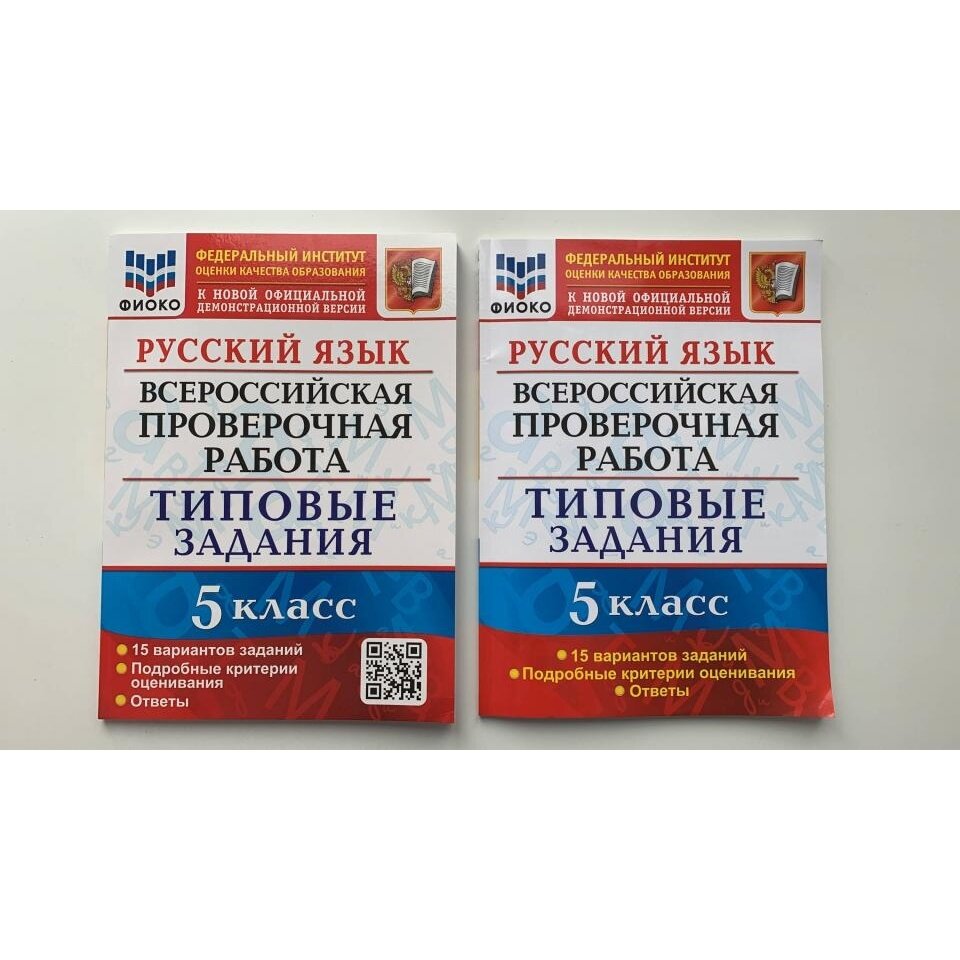 ФИОКО
ФЕДЕРАЛЬНЫЙ ИНСТИТУТ
ОЦЕНКИ КАЧЕСТВА ОБРАЗОВАНИЯ
К НОВОЙ ОФИЦИАЛЬНОЙ
ДЕМОНСТРАЦИОННОЙ ВЕРСИИ
РУССКИЙ ЯЗЫК
ВСЕРОССИЙСКАЯ
ПРОВЕРОЧНАЯ
РАБОТА
ТИПОВЫЕ
ЗАДАНИЯ
5 КЛАСС
15 вариантов заданий
Подробные критерии
оценивания
Ответы
ФИОКО
ФЕДЕРАЛЬНЫЙ ИНСТИТУТ
ОЦЕНКИ КАЧЕСТВА ОБРАЗОВАНИЯ
К НОВОЙ ОФИЦИАЛЬНОЙ
ДЕМОНСТРАЦИОННОЙ ВЕРСИИ
РУССКИЙ ЯЗЫК
ВСЕРОССИЙСКАЯ
ПРОВЕРОЧНАЯ
РАБОТА
ТИПОВЫЕ
ЗАДАНИЯ
5 КЛАСС
15 вариантов заданий
Подробные критерии оценивания
Ответы